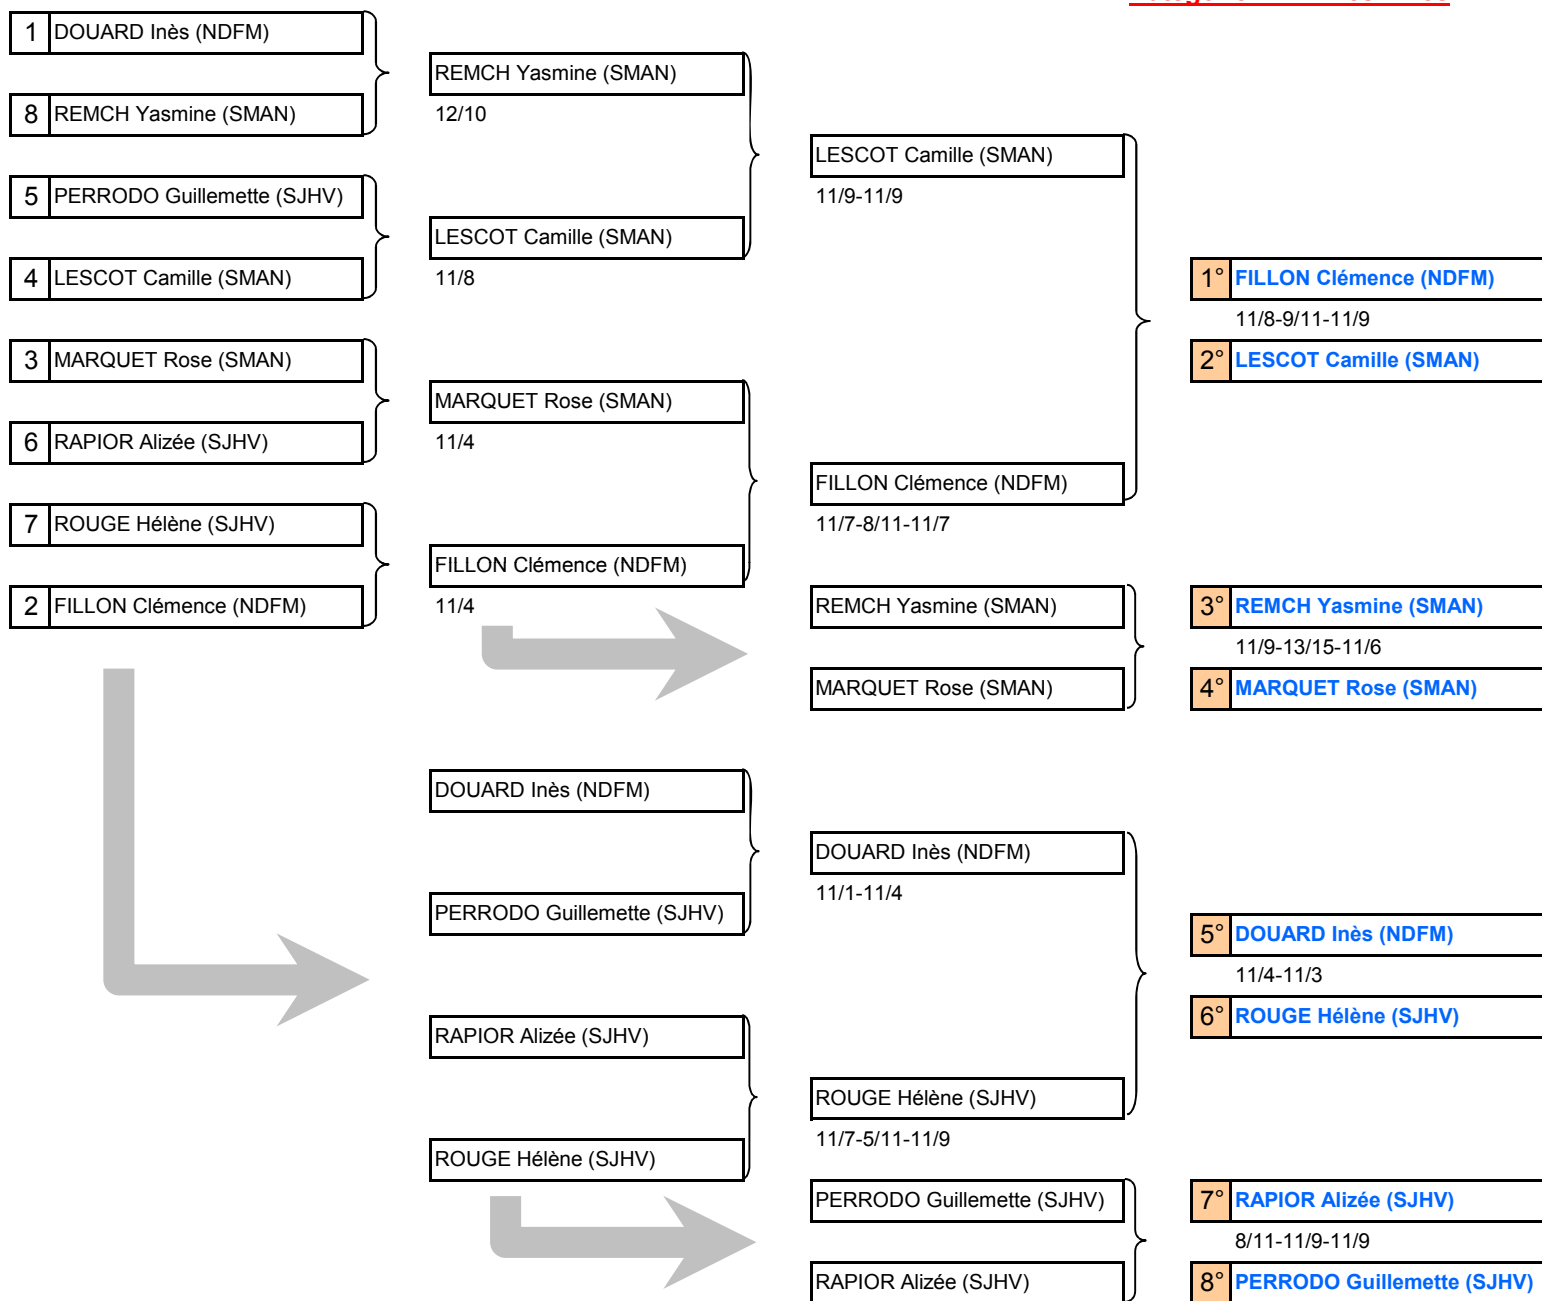 1 DOUARD Inès (NDFM)
8 REMCH Yasmine (SMAN)
5 PERRODO Guillemette (SJHV)
4 LESCOT Camille (SMAN)
3 MARQUET Rose (SMAN)
6 RAPIOR Alizée (SJHV)
7 ROUGE Hélène (SJHV)
2 FILLON Clémence (NDFM)
REMCH Yasmine (SMAN)
12/10
LESCOT Camille (SMAN)
11/8
MARQUET Rose (SMAN)
11/4
FILLON Clémence (NDFM)
11/4
LESCOT Camille (SMAN)
11/9-11/9
FILLON Clémence (NDFM)
11/7-8/11-11/7
1° FILLON Clémence (NDFM)
11/8-9/11-11/9
2° LESCOT Camille (SMAN)
REMCH Yasmine (SMAN)
MARQUET Rose (SMAN)
3° REMCH Yasmine (SMAN)
11/9-13/15-11/6
4° MARQUET Rose (SMAN)
DOUARD Inès (NDFM)
PERRODO Guillemette (SJHV)
RAPIOR Alizée (SJHV)
ROUGE Hélène (SJHV)
DOUARD Inès (NDFM)
11/1-11/4
ROUGE Hélène (SJHV)
11/7-5/11-11/9
5° DOUARD Inès (NDFM)
11/4-11/3
6° ROUGE Hélène (SJHV)
PERRODO Guillemette (SJHV)
RAPIOR Alizée (SJHV)
7° RAPIOR Alizée (SJHV)
8/11-11/9-11/9
8° PERRODO Guillemette (SJHV)